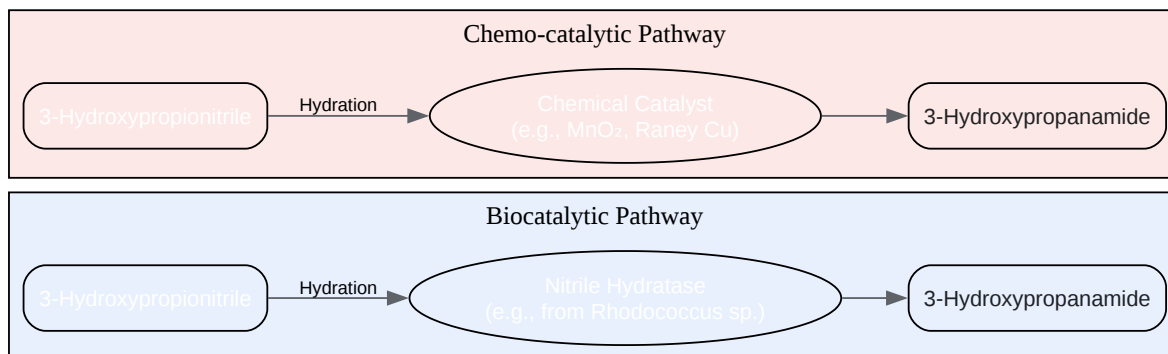 Chemo-catalytic Pathway
3-Hydroxypropionitrile
Hydration
Chemical Catalyst
(e.g., MnO₂, Raney Cu)
3-Hydroxypropanamide
Biocatalytic Pathway
3-Hydroxypropionitrile
Hydration
Nitrile Hydratase
(e.g., from Rhodococcus sp.)
3-Hydroxypropanamide